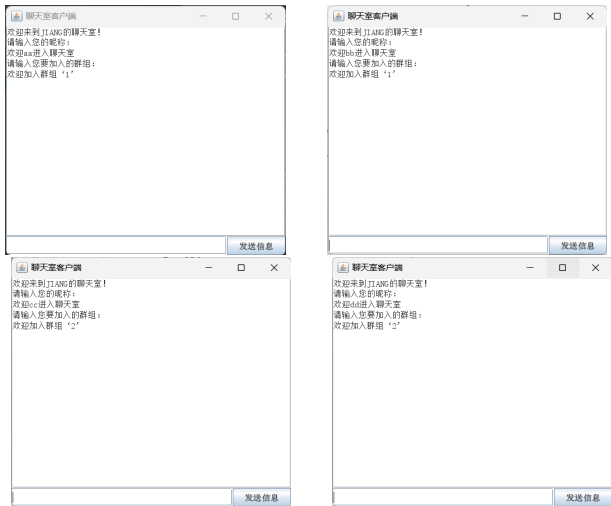 聊天室客户端
欢迎来到JIANG的聊天室!
请输入您的昵称:
欢迎aa进入聊天室
请输入您要加入的群组:
欢迎加入群组‘1’
发送信息
聊天室客户端
欢迎来到JIANG的聊天室!
请输入您的昵称:
欢迎bb进入聊天室
请输入您要加入的群组:
欢迎加入群组‘1’
发送信息
聊天室客户端
欢迎来到JIANG的聊天室!
请输入您的昵称:
欢迎cc进入聊天室
请输入您要加入的群组:
欢迎加入群组‘2’
发送信息
聊天室客户端
欢迎来到JIANG的聊天室!
请输入您的昵称:
欢迎dd进入聊天室
请输入您要加入的群组:
欢迎加入群组‘2’
发送信息